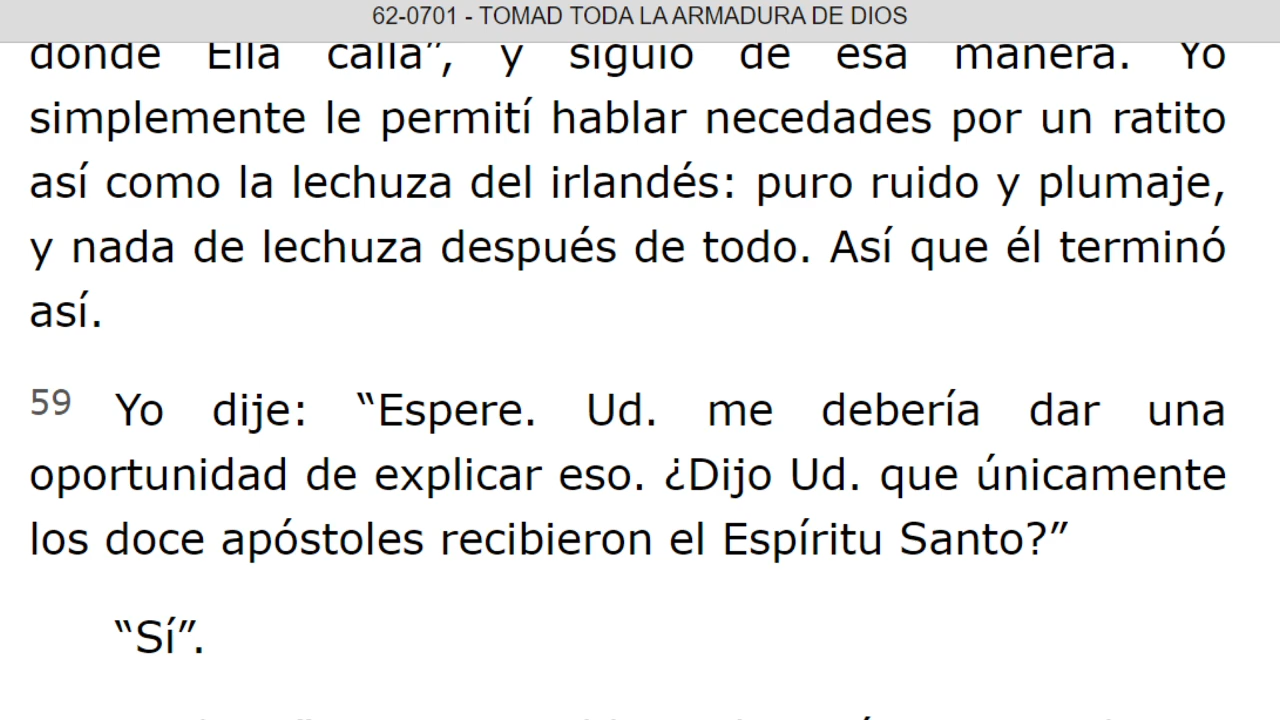 62-0701 - TOMAD TODA LA ARMADURA DE DIOS
donde Ella calla”, y siguió de esa manera. Yo
simplemente le permití hablar necedades por un ratito
así como la lechuza del irlandés: puro ruido y plumaje,
y nada de lechuza después de todo. Así que él terminó
así.
59 Yo dije: “Espere. Ud. me debería dar una
oportunidad de explicar eso. ¿Dijo Ud. que únicamente
los doce apóstoles recibieron el Espíritu Santo?”
“Sí”.